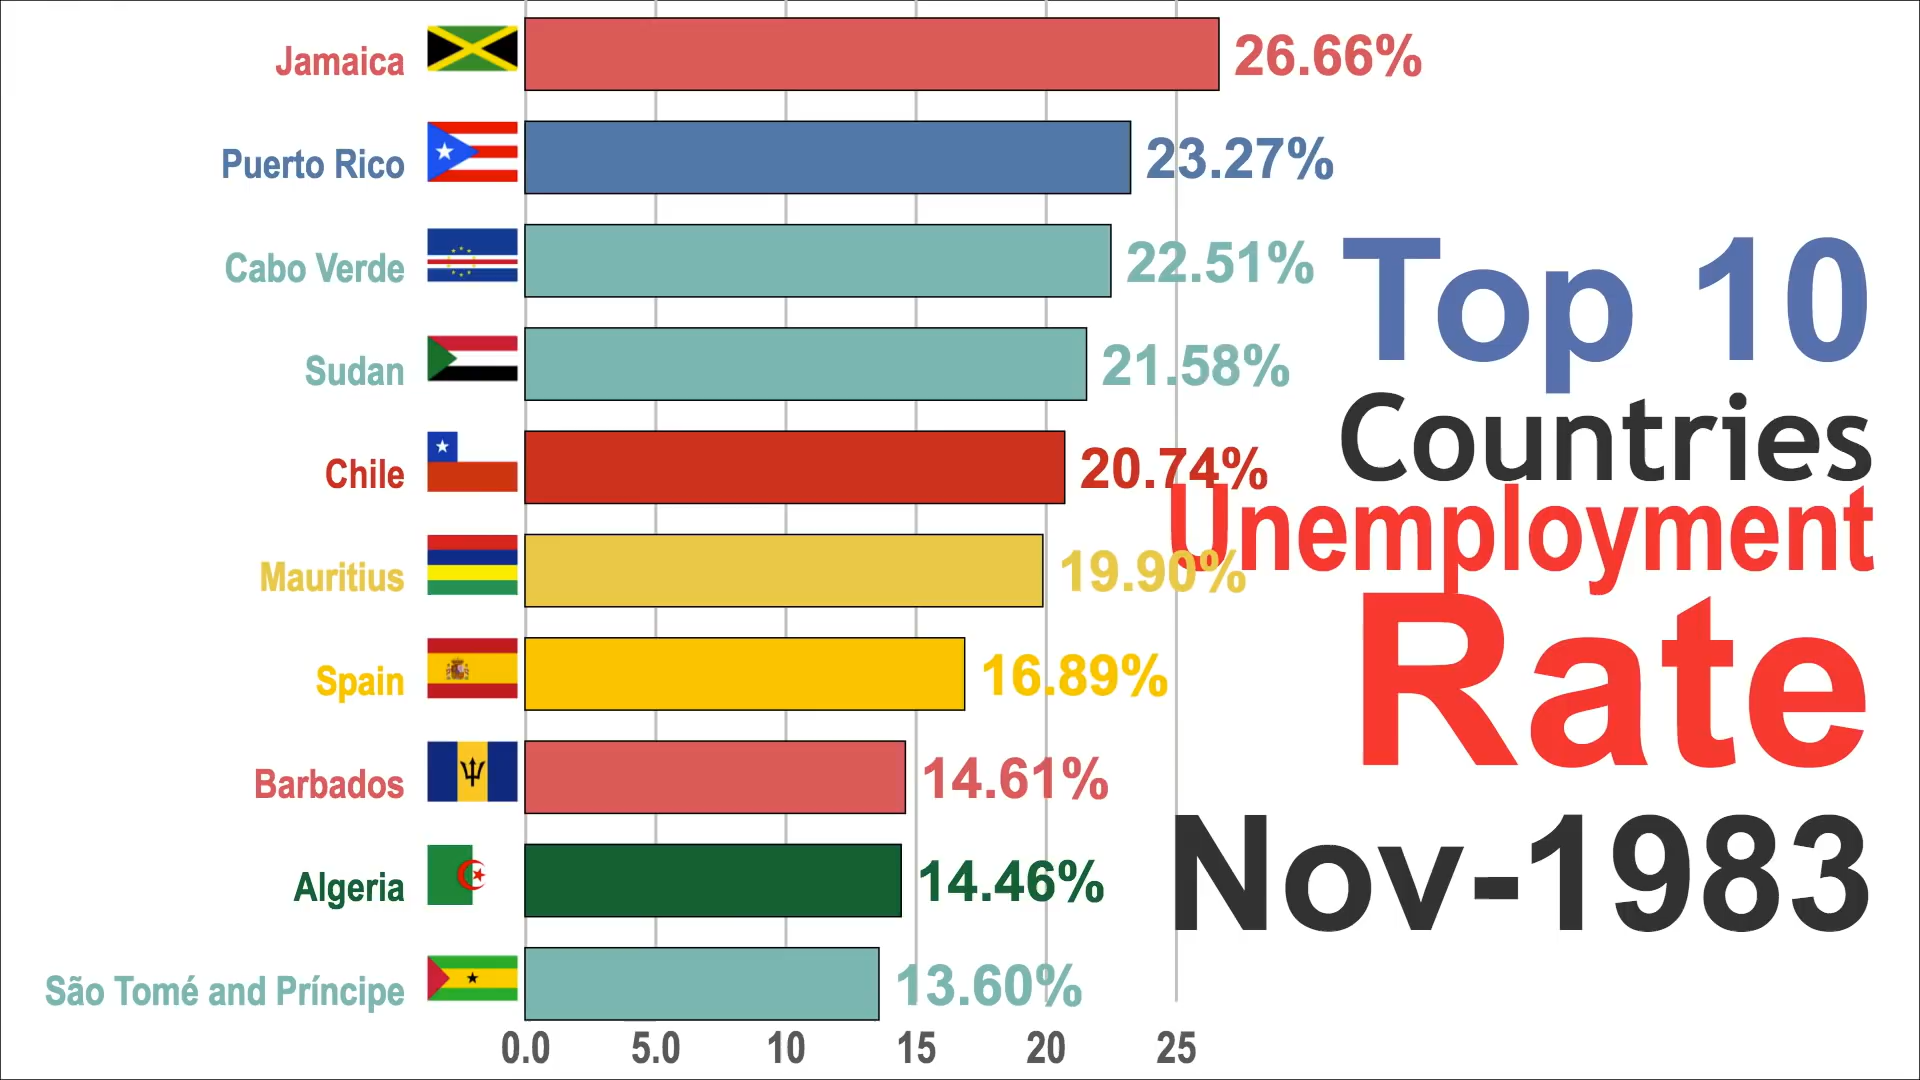 Jamaica 26.66%
Puerto Rico 23.27%
Cabo Verde 22.51%
Sudan 21.58%
Chile 20.74%
Mauritius 19.90%
Spain 16.89%
Barbados 14.61%
Algeria 14.46%
São Tomé and Príncipe 13.60%
0.0 5.0 10 15 20 25
Top 10
Countries
Unemployment
Rate
Nov-1983